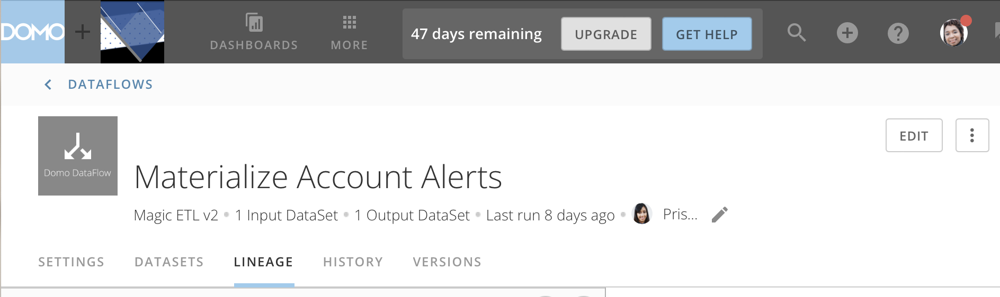 DOMO
DASHBOARDS
MORE
47 days remaining
UPGRADE
GET HELP
DATAFLOWS
Domo DataFlow
EDIT
Materialize Account Alerts
Magic ETL v2 • 1 Input DataSet • 1 Output DataSet • Last run 8 days ago • Pris...
SETTINGS DATASETS LINEAGE HISTORY VERSIONS